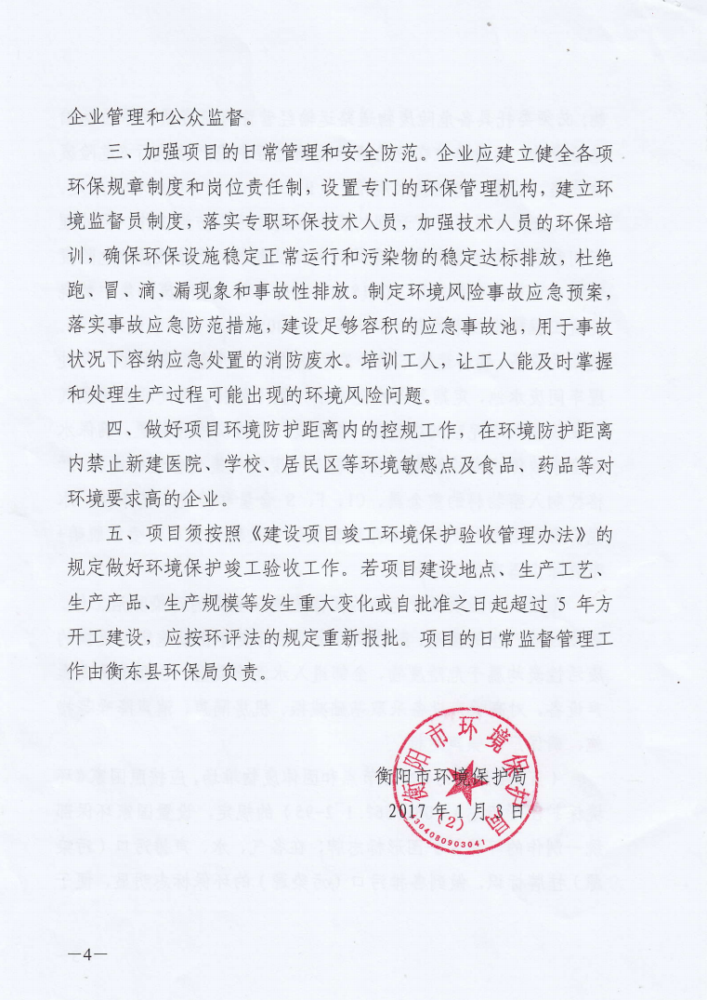 企业管理和公众监督。
三、加强项目的日常管理和安全防范。企业应建立健全各项
环保规章制度和岗位责任制，设置专门的环保管理机构，建立环
境监督员制度，落实专职环保技术人员，加强技术人员的环保培
训，确保环保设施稳定正常运行和污染物的稳定达标排放，杜绝
跑、冒、滴、漏现象和事故性排放。制定环境风险事故应急预案，
落实事故应急防范措施，建设足够容积的应急事故池，用于事故
状况下容纳应急处置的消防废水。培训工人，让工人能及时掌握
和处理生产过程可能出现的环境风险问题。
四、做好项目环境防护距离内的控规工作，在环境防护距离
内禁止新建医院、学校、居民区等环境敏感点及食品、药品等对
环境要求高的企业。
五、项目须按照《建设项目竣工环境保护验收管理办法》的
规定做好环境保护竣工验收工作。若项目建设地点、生产工艺、
生产产品、生产规模等发生重大变化或自批准之日起超过 5 年方
开工建设，应按环评法的规定重新报批。项目的日常监督管理工
作由衡东县环保局负责。
衡阳市环境保护局
衡阳市环境保护局
2017 年 1 月 3 日
（2）
4304080903041
—4—